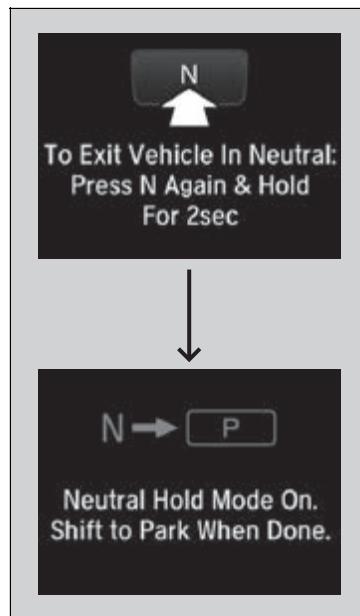 N
To Exit Vehicle In Neutral:
Press N Again & Hold
For 2sec
N P
Neutral Hold Mode On.
Shift to Park When Done.